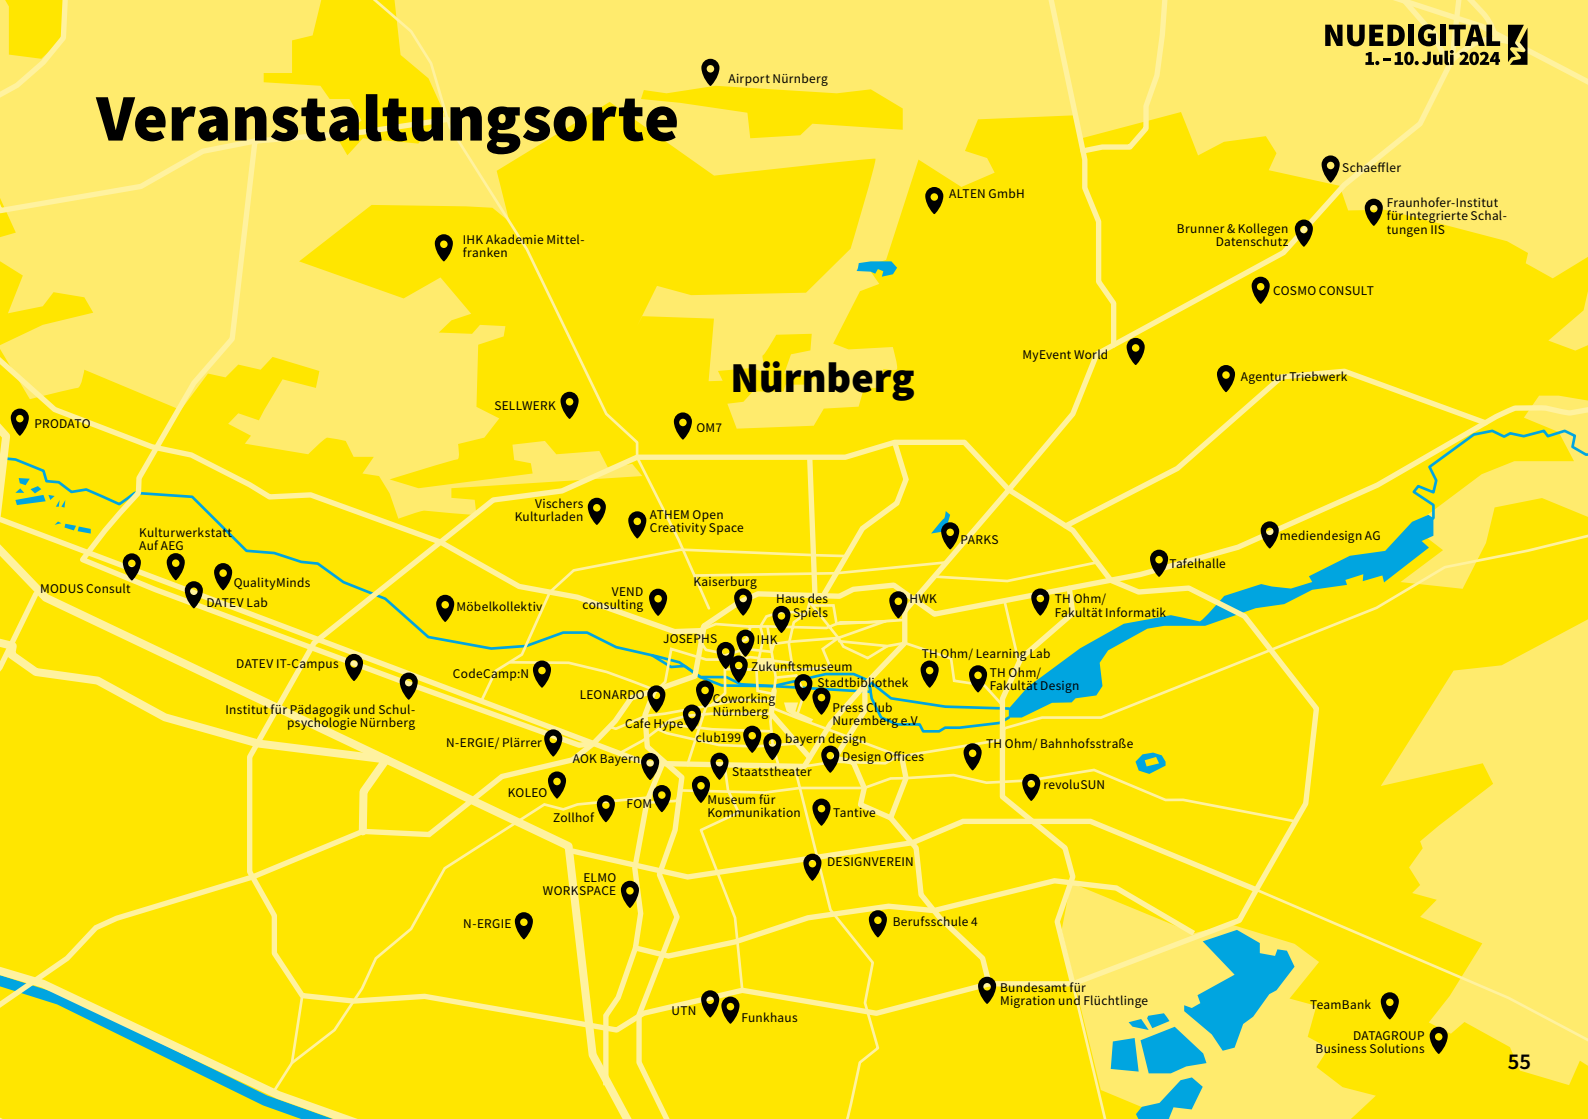 NUEDIGITAL
1. – 10. Juli 2024
Veranstaltungsorte
Airport Nürnberg
Schaeffler
ALTEN GmbH
Fraunhofer-Institut
für Integrierte Schal-
tungen IIS
Brunner & Kollegen
Datenschutz
IHK Akademie Mittel-
franken
COSMO CONSULT
MyEvent World
Nürnberg
Agentur Triebwerk
SELLWERK
PRODATO
OM7
Vischers
Kulturladen
ATHEM Open
Creativity Space
Kulturwerkstatt
Auf AEG
PARKS
mediendesign AG
Tafelhalle
MODUS Consult
QualityMinds
DATEV Lab
Möbelkollektiv
VEND
consulting
Kaiserburg
Haus des
Spiels
HWK
TH Ohm/
Fakultät Informatik
JOSEPHS
IHK
TH Ohm/ Learning Lab
DATEV IT-Campus
CodeCamp:N
Zukunftsmuseum
Stadtbibliothek
TH Ohm/
Fakultät Design
LEONARDO
Coworking
Nürnberg
Press Club
Nuremberg e.V.
Institut für Pädagogik und Schul-
psychologie Nürnberg
Cafe Hype
club199
bayern design
N-ERGIE/ Plärrer
TH Ohm/ Bahnhofsstraße
AOK Bayern
Design Offices
Staatstheater
KOLEO
revoluSUN
FOM
Museum für
Kommunikation
Zollhof
Tantive
DESIGNVEREIN
ELMO
WORKSPACE
N-ERGIE
Berufsschule 4
Bundesamt für
Migration und Flüchtlinge
UTN
Funkhaus
TeamBank
DATAGROUP
Business Solutions
55